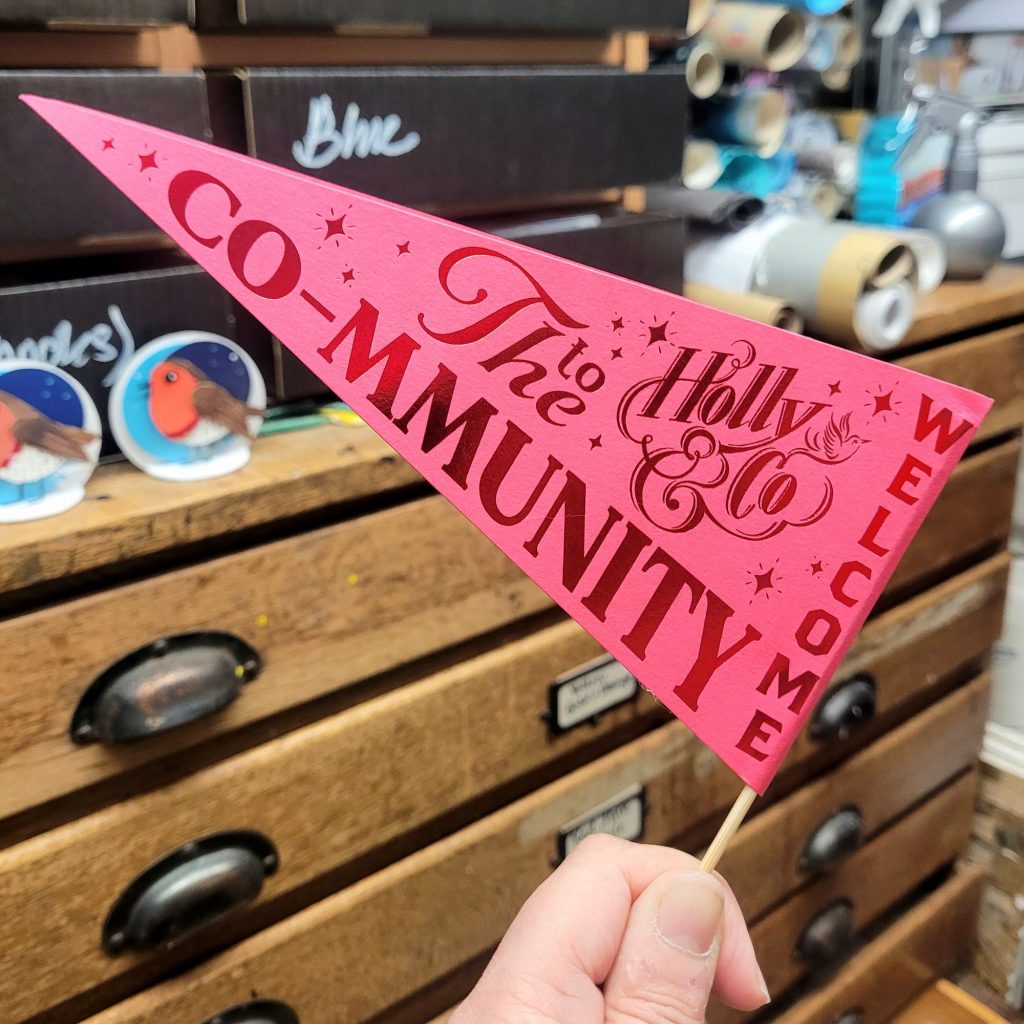 Blue
WELCOME
to
The
Holly
& Co
CO-MMUNITY